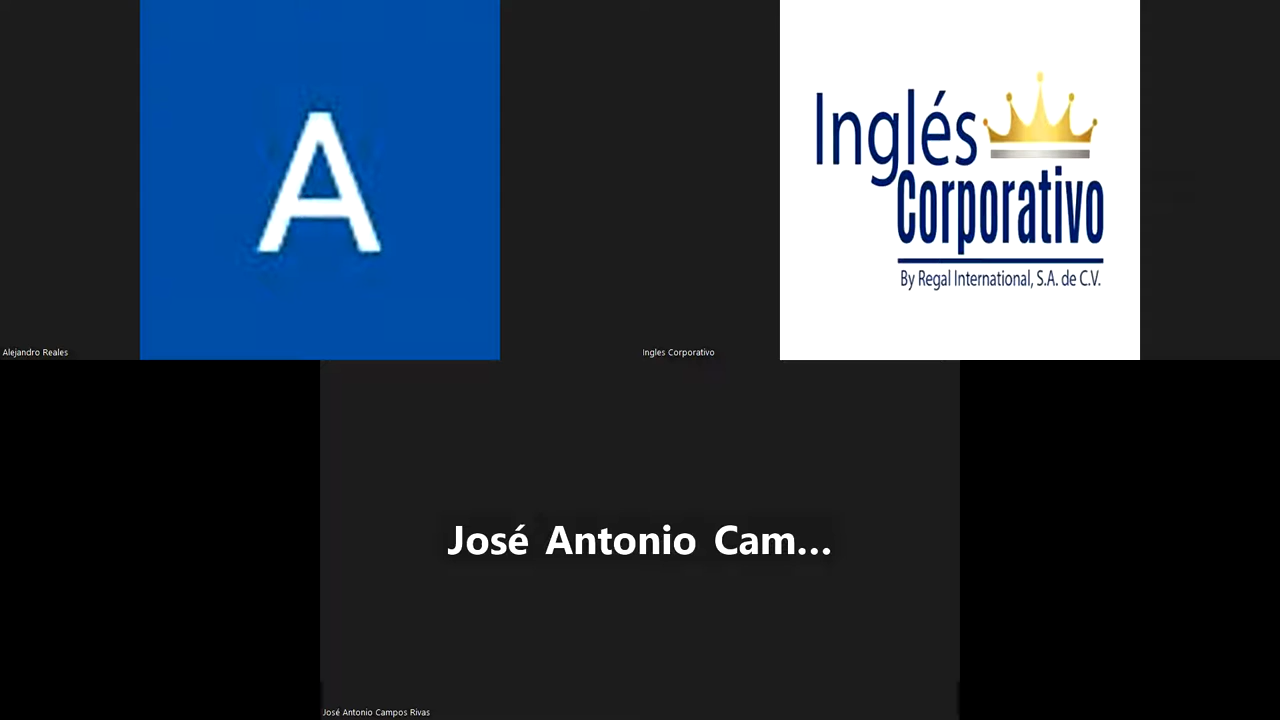 A
Alejandro Reales
Inglés
Corporativo
By Regal International, S.A. de C.V.
Ingles Corporativo
José Antonio Cam...
José Antonio Campos Rivas